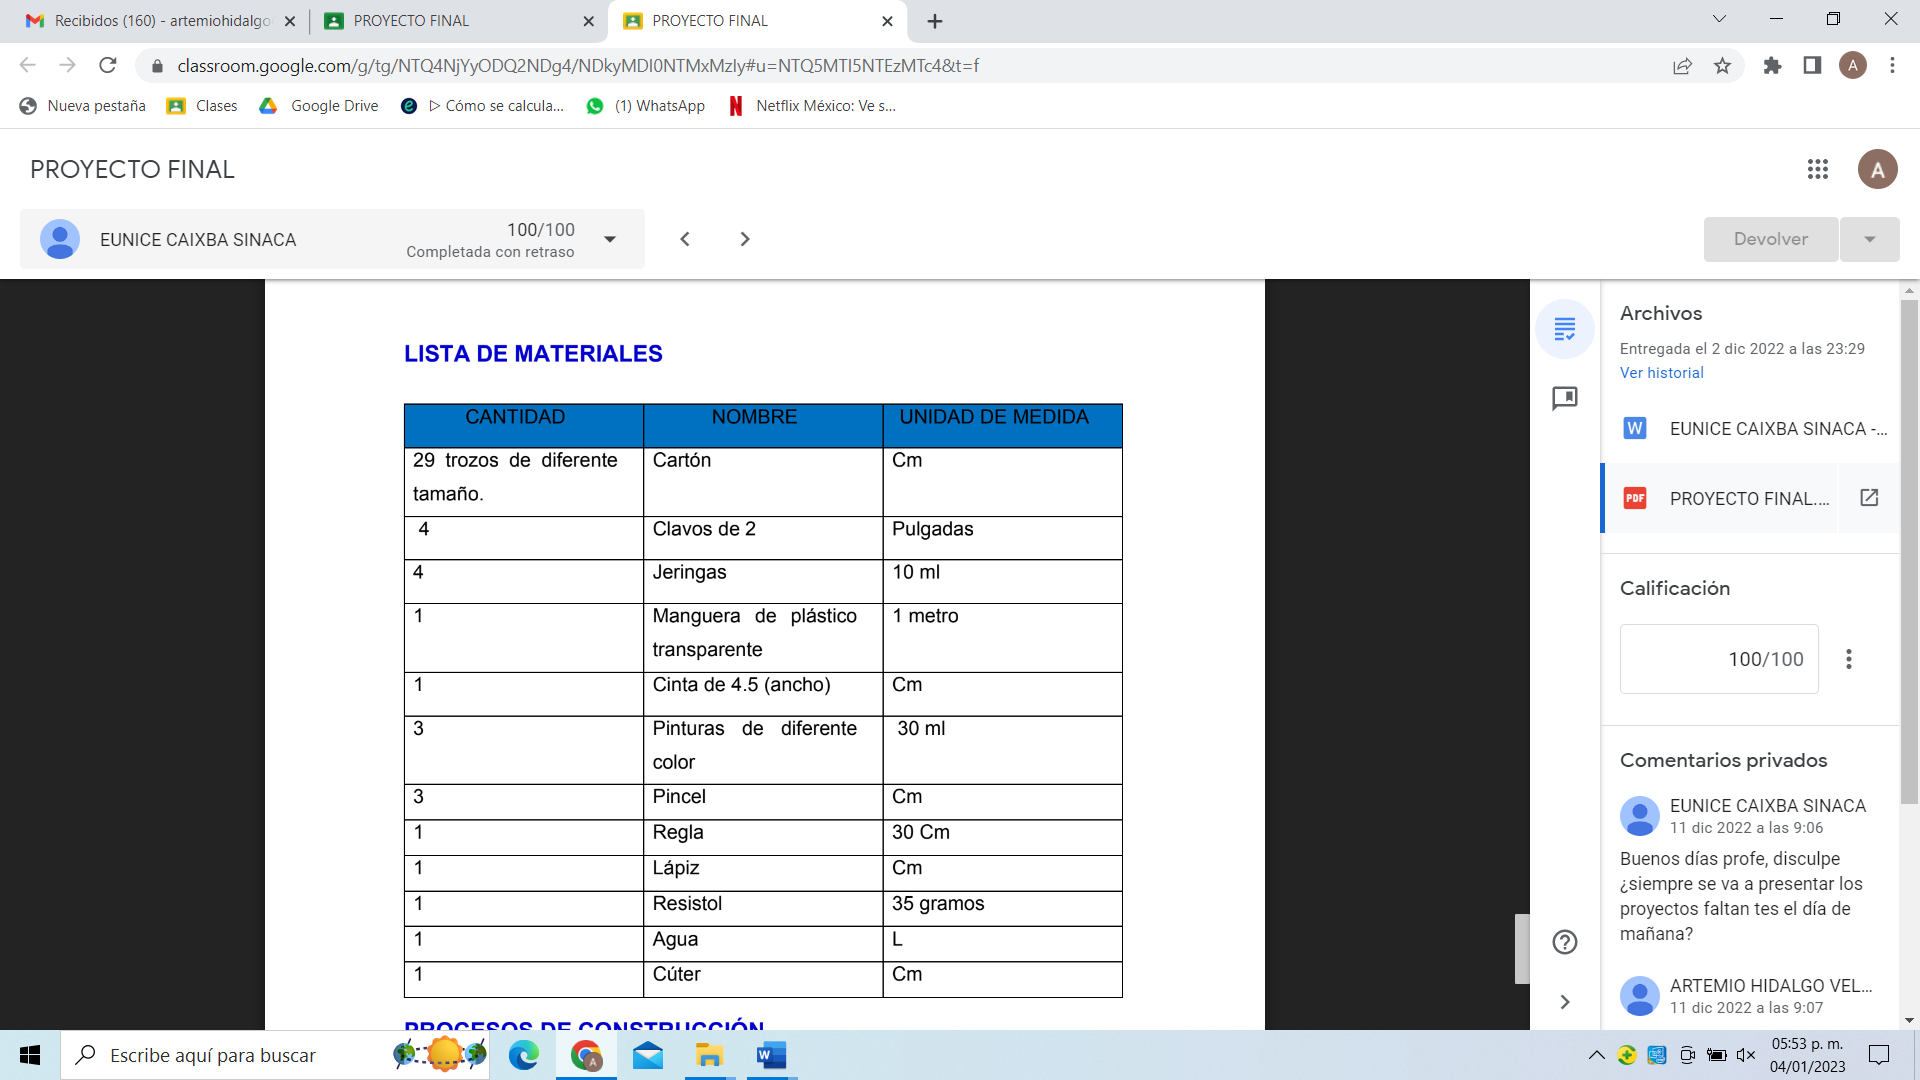 Recibidos (160) - artemiohidalgo
PROYECTO FINAL
PROYECTO FINAL
classroom.google.com/g/tg/NTQ4NjYyODQ2NDg4/NDkyMDI0NTMxMzIy#u=NTQ5MTI5NTEzMTc4&t=f
A
Nueva pestaña
Clases
Google Drive
▷ Cómo se calcula...
(1) WhatsApp
Netflix México: Ve s...
PROYECTO FINAL
A
EUNICE CAIXBA SINACA
100/100
Completada con retraso
Devolver
LISTA DE MATERIALES
CANTIDAD NOMBRE UNIDAD DE MEDIDA
29 trozos de diferente Cartón Cm
tamaño.
4 Clavos de 2 Pulgadas
4 Jeringas 10 ml
1 Manguera de plástico 1 metro
transparente
1 Cinta de 4.5 (ancho) Cm
3 Pinturas de diferente 30 ml
color
3 Pincel Cm
1 Regla 30 Cm
1 Lápiz Cm
1 Resistol 35 gramos
1 Agua L
1 Cúter Cm
PROCESOS DE CONSTRUCCIÓN
Archivos
Entregada el 2 dic 2022 a las 23:29
Ver historial
W EUNICE CAIXBA SINACA -...
PDF PROYECTO FINAL....
Calificación
100/100
Comentarios privados
EUNICE CAIXBA SINACA
11 dic 2022 a las 9:06
Buenos días profe, disculpe
¿siempre se va a presentar los
proyectos faltan tes el día de
mañana?
ARTEMIO HIDALGO VEL...
11 dic 2022 a las 9:07
Escribe aquí para buscar
05:53 p. m.
04/01/2023